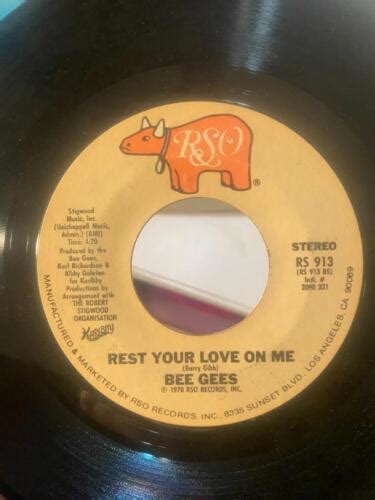 RSO
®
Stigwood
Music, Inc.
(Unichappell Music,
Admin.) (BMI)
Time: 4:20
Produced by the
Bee Gees,
Karl Richardson &
Albhy Galuten
for Karlbhy
Productions by
Arrangement with
THE ROBERT
STIGWOOD
ORGANISATION
STEREO
RS 913
(RS 913 BS)
Intl. #
2090 331
REST YOUR LOVE ON ME
(Barry Gibb)
BEE GEES
℗ 1978 RSO RECORDS, INC.
MANUFACTURED & MARKETED BY RSO RECORDS, INC. 8335 SUNSET BLVD. LOS ANGELES, CA. 90069